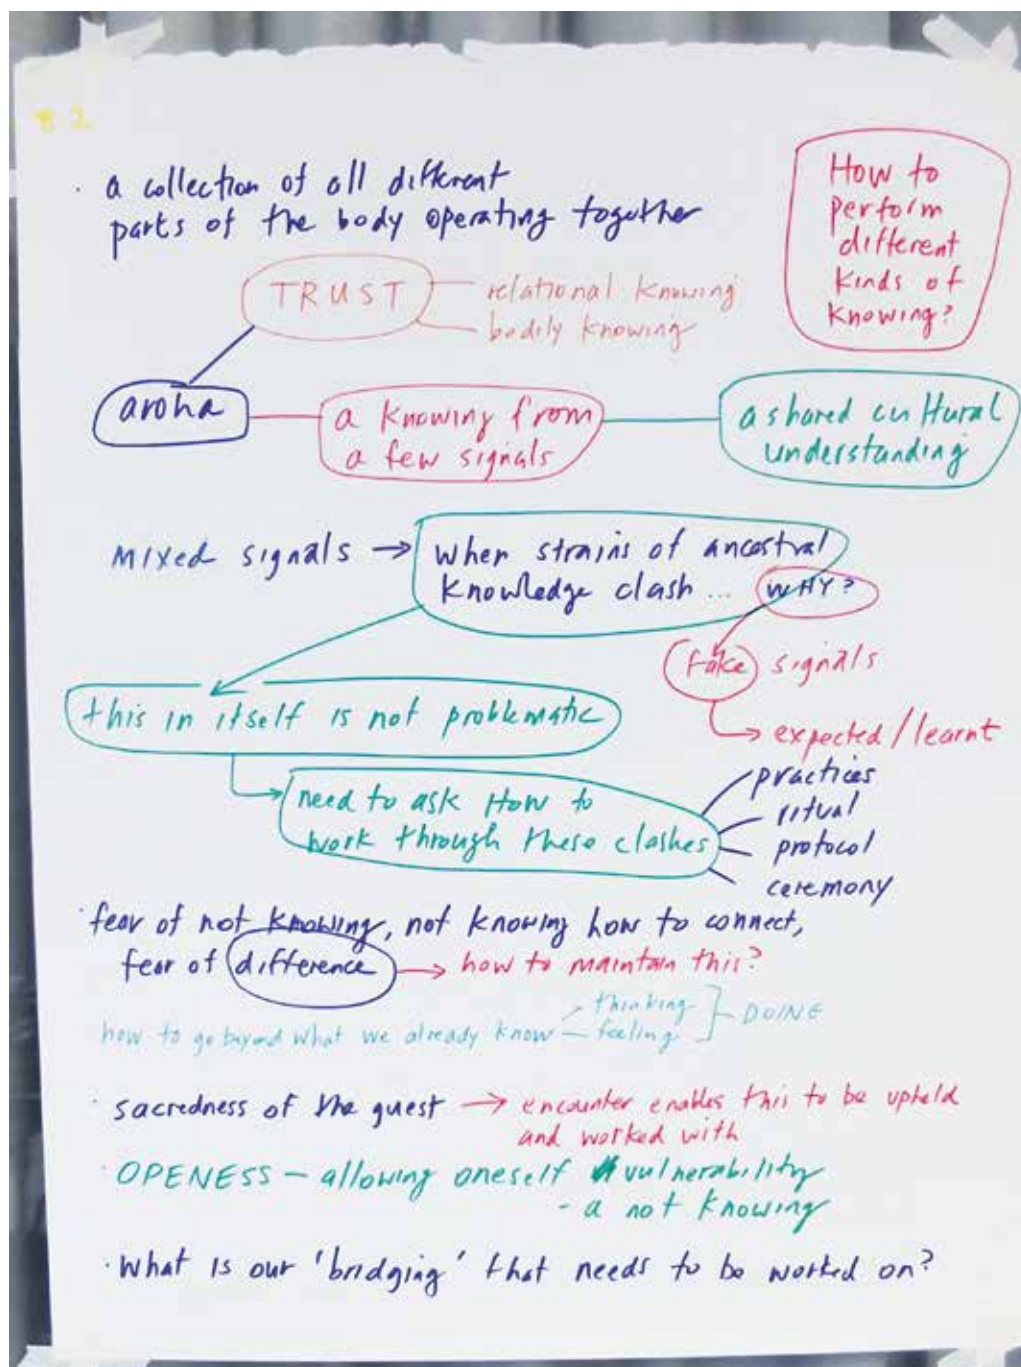 2
· a collection of all different
parts of the body operating together
How to
perform
different
kinds of
knowing?
TRUST
relational knowing
bodily knowing
aroha
a knowing from
a few signals
a shared cultural
understanding
mixed signals →
when strains of ancestral
knowledge clash ... WHY?
fake signals
→ expected/learnt
this in itself is not problematic
→ need to ask How to
work through these clashes
practices
ritual
protocol
ceremony
· fear of not knowing, not knowing how to connect,
fear of difference → how to maintain this?
how to go beyond what we already know
thinking
feeling
DOING
· sacredness of the guest → encounter enables this to be upheld
and worked with
· OPENESS – allowing oneself vulnerability
- a not knowing
· What is our 'bridging' that needs to be worked on?